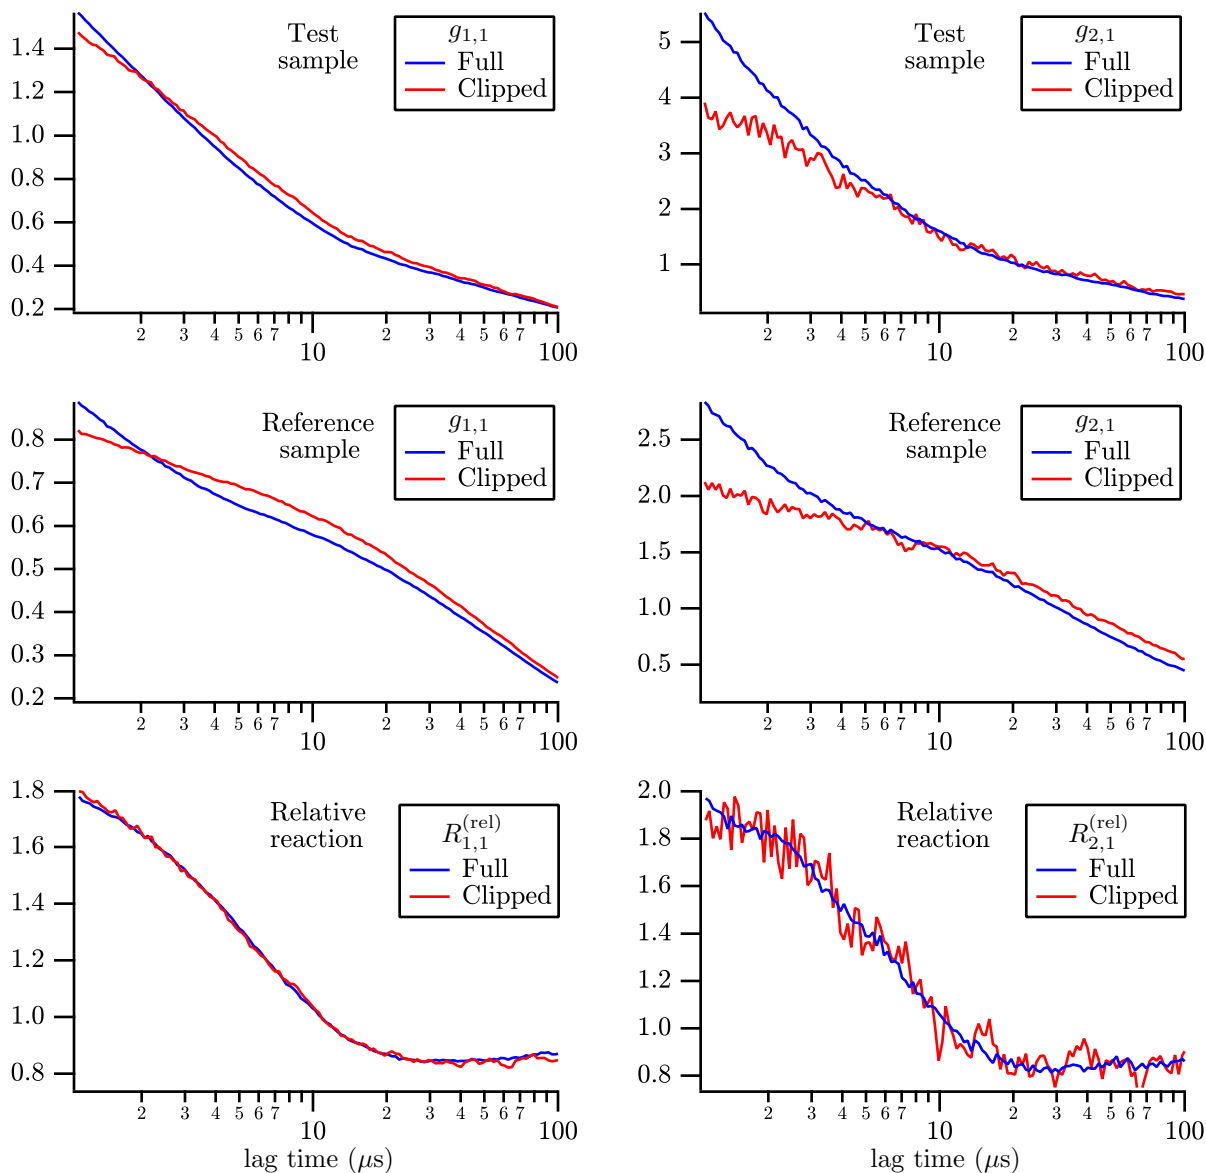 Test
sample
g1,1
Full
Clipped
1.4
1.2
1.0
0.8
0.6
0.4
0.2
2 3 4 5 6 7 2 3 4 5 6 7
10 100
Test
sample
g2,1
Full
Clipped
5
4
3
2
1
2 3 4 5 6 7 2 3 4 5 6 7
10 100
Reference
sample
g1,1
Full
Clipped
0.8
0.7
0.6
0.5
0.4
0.3
0.2
2 3 4 5 6 7 2 3 4 5 6 7
10 100
Reference
sample
g2,1
Full
Clipped
2.5
2.0
1.5
1.0
0.5
2 3 4 5 6 7 2 3 4 5 6 7
10 100
Relative
reaction
R1,1(rel)
Full
Clipped
1.8
1.6
1.4
1.2
1.0
0.8
2 3 4 5 6 7 2 3 4 5 6 7
10 100
lag time (μs)
Relative
reaction
R2,1(rel)
Full
Clipped
2.0
1.8
1.6
1.4
1.2
1.0
0.8
2 3 4 5 6 7 2 3 4 5 6 7
10 100
lag time (μs)